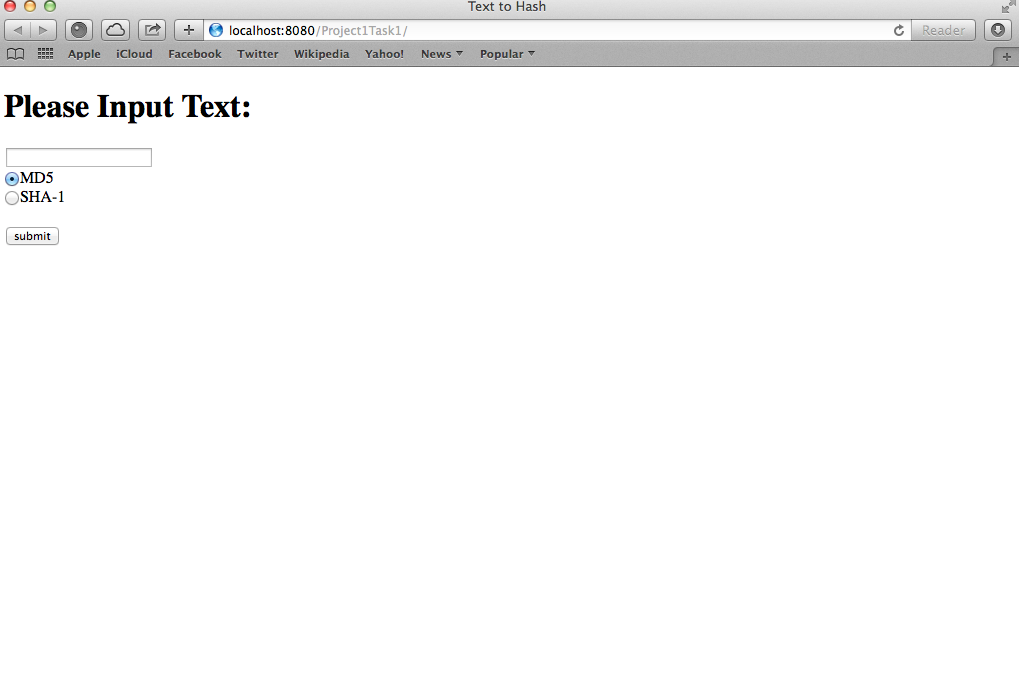 Text to Hash
localhost:8080/Project1Task1/
Reader
Apple iCloud Facebook Twitter Wikipedia Yahoo! News Popular
Please Input Text:
MD5
SHA-1
submit